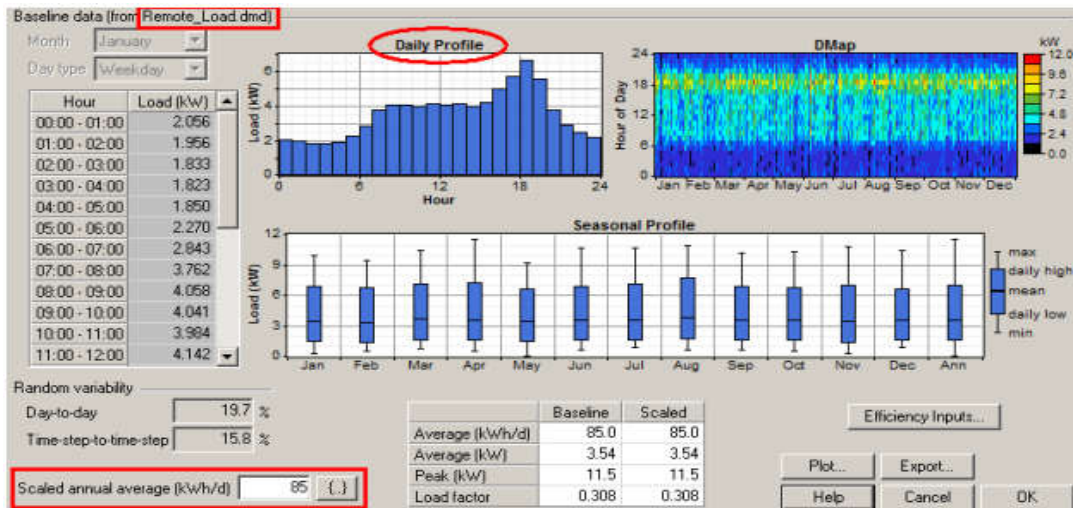 Baseline data (from Remote_Load.dmd)
Month January
Day type Weekday
Hour Load (kW)
00:00 - 01:00 2.056
01:00 - 02:00 1.956
02:00 - 03:00 1.833
03:00 - 04:00 1.823
04:00 - 05:00 1.850
05:00 - 06:00 2.270
06:00 - 07:00 2.843
07:00 - 08:00 3.762
08:00 - 09:00 4.058
09:00 - 10:00 4.041
10:00 - 11:00 3.984
11:00 - 12:00 4.142
Daily Profile
Load (kW)
6
4
2
0
0 6 12 18 24
Hour
DMap
Hour of Day
24
18
12
6
0
Jan Feb Mar Apr May Jun Jul Aug Sep Oct Nov Dec
kW
12.0
9.6
7.2
4.8
2.4
0.0
Seasonal Profile
Load (kW)
12
9
6
3
0
Jan Feb Mar Apr May Jun Jul Aug Sep Oct Nov Dec Ann
max
daily high
mean
daily low
min
Random variability
Day-to-day 19.7 %
Time-step-to-time-step 15.8 %
Scaled annual average (kWh/d) 85 {..}
Baseline Scaled
Average (kWh/d) 85.0 85.0
Average (kW) 3.54 3.54
Peak (kW) 11.5 11.5
Load factor 0.308 0.308
Efficiency Inputs...
Plot... Export...
Help Cancel OK